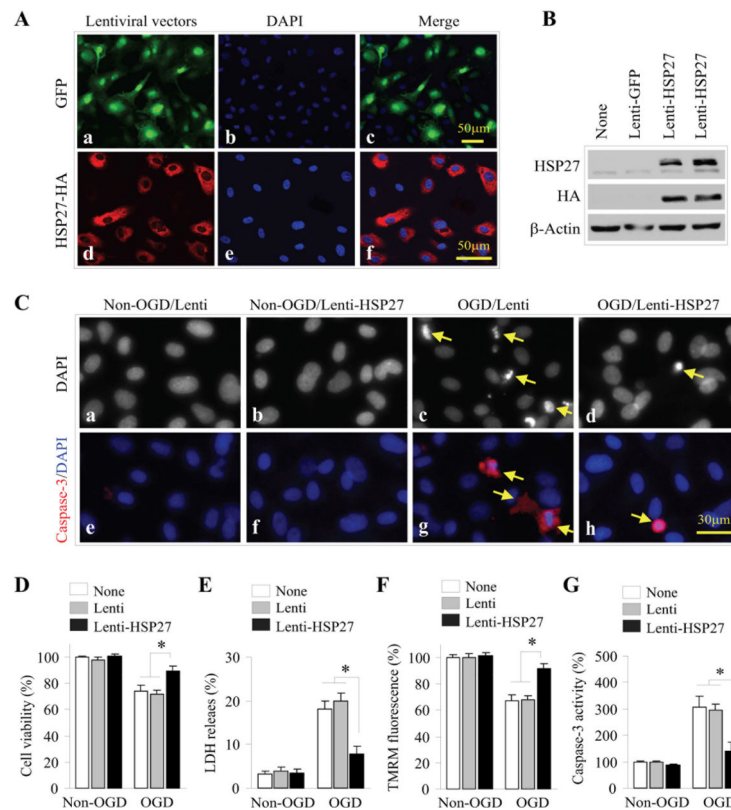 A
Lentiviral vectors DAPI Merge
GFP
a b c
50μm
HSP27-HA
d e f
50μm
B
None Lenti-GFP Lenti-HSP27 Lenti-HSP27
HSP27
HA
β-Actin
C
Non-OGD/Lenti Non-OGD/Lenti-HSP27 OGD/Lenti OGD/Lenti-HSP27
DAPI
a b c d
Caspase-3/DAPI
e f g h
30μm
D
None
Lenti
Lenti-HSP27
*
Cell viability (%)
100
80
60
40
20
0
Non-OGD OGD
E
None
Lenti
Lenti-HSP27
*
LDH releaes (%)
30
20
10
0
Non-OGD OGD
F
None
Lenti
Lenti-HSP27
*
TMRM fluorescence (%)
100
80
60
40
20
0
Non-OGD OGD
G
None
Lenti
Lenti-HSP27
*
Caspase-3 activity (%)
500
400
300
200
100
0
Non-OGD OGD